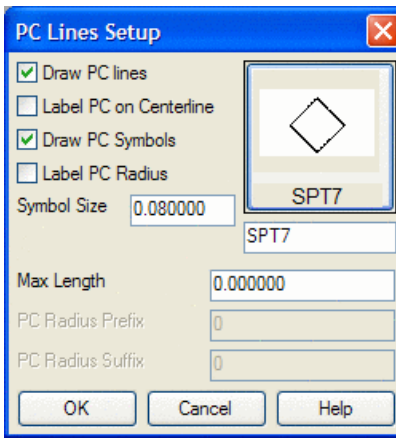 PC Lines Setup
Draw PC lines
Label PC on Centerline
Draw PC Symbols
Label PC Radius
SPT7
Symbol Size 0.080000
SPT7
Max Length 0.000000
PC Radius Prefix 0
PC Radius Suffix 0
OK Cancel Help